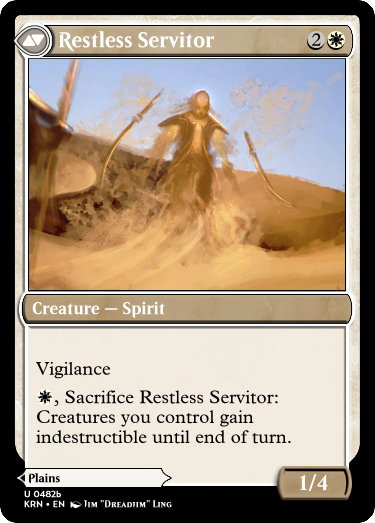 Restless Servitor 2
Creature — Spirit
Vigilance
, Sacrifice Restless Servitor:
Creatures you control gain
indestructible until end of turn.
Plains
1/4
U 0482b
KRN • EN Jim "Dreadjim" Ling